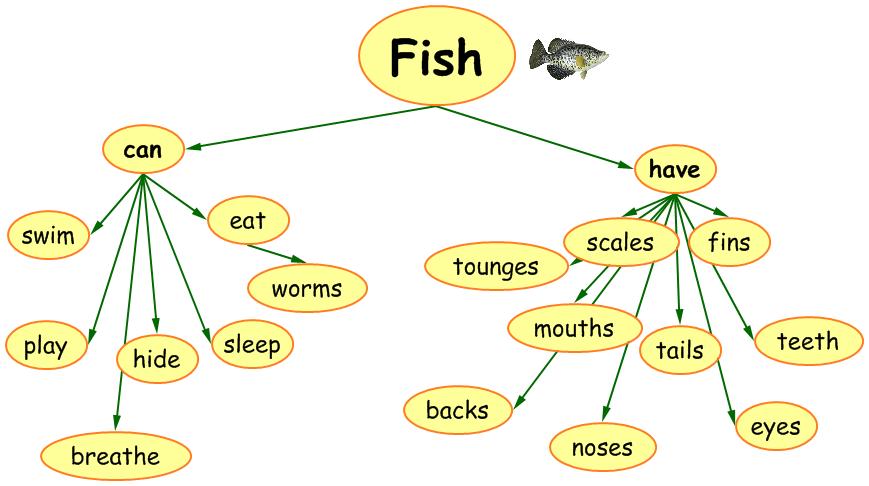 Fish
can
have
swim
eat
scales
fins
tounges
worms
mouths
play
hide
sleep
tails
teeth
backs
eyes
breathe
noses